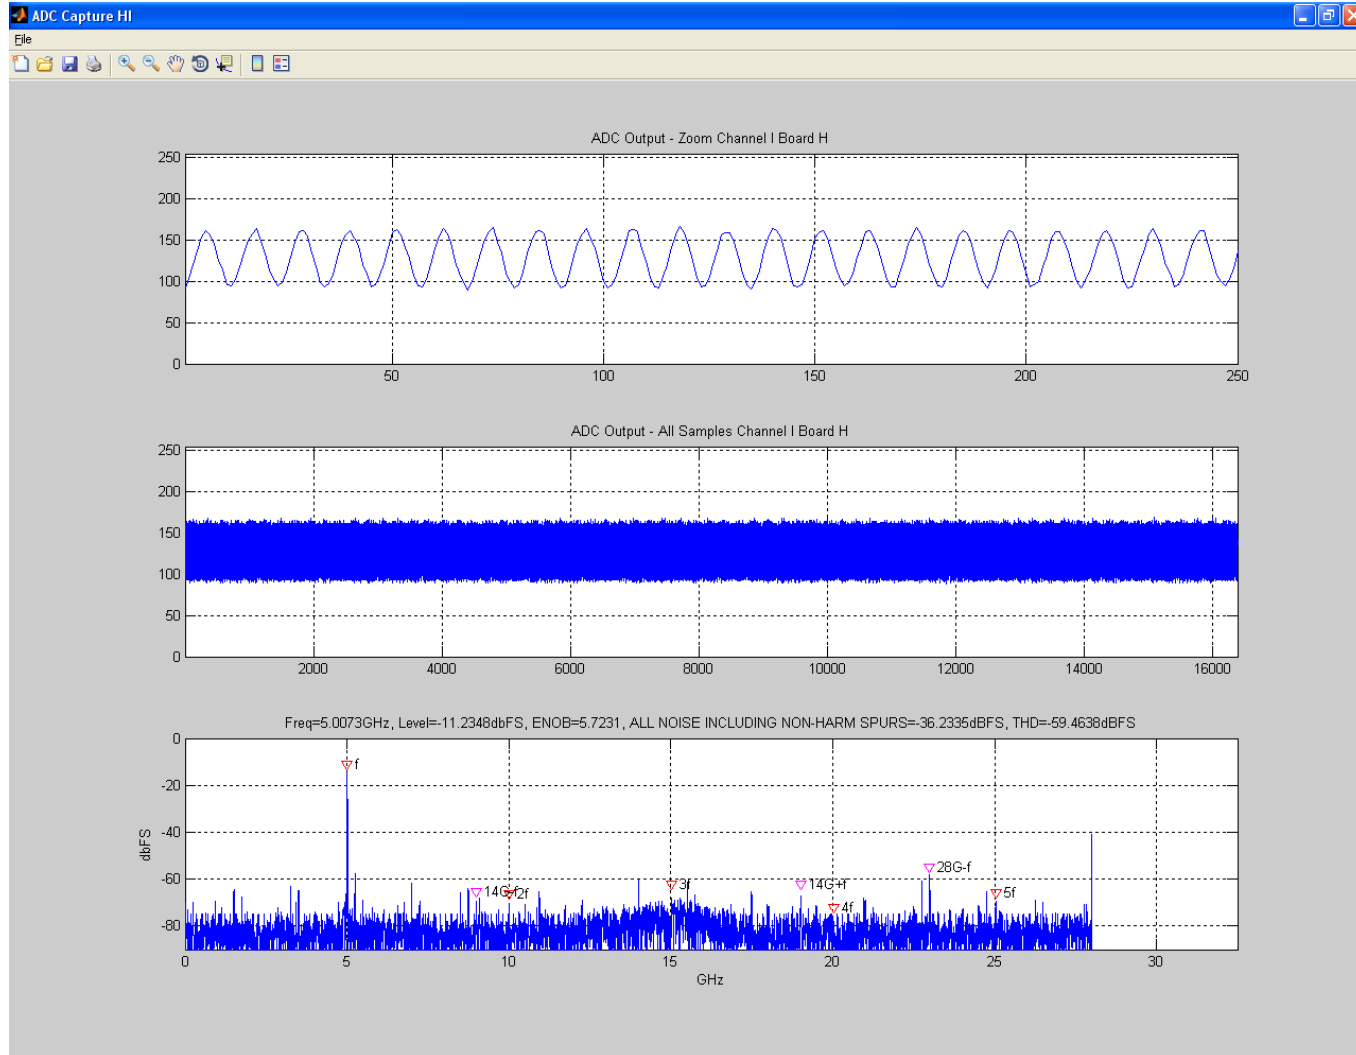 ADC Capture HI
File
ADC Output - Zoom Channel I Board H
250
200
150
100
50
0
50 100 150 200 250
ADC Output - All Samples Channel I Board H
250
200
150
100
50
0
2000 4000 6000 8000 10000 12000 14000 16000
Freq=5.0073GHz, Level=-11.2348dbFS, ENOB=5.7231, ALL NOISE INCLUDING NON-HARM SPURS=-36.2335dBFS, THD=-59.4638dBFS
0
-20
-40
-60
-80
dbFS
f
14G-f
2f
3f
14G+f
4f
28G-f
5f
0 5 10 15 20 25 30
GHz